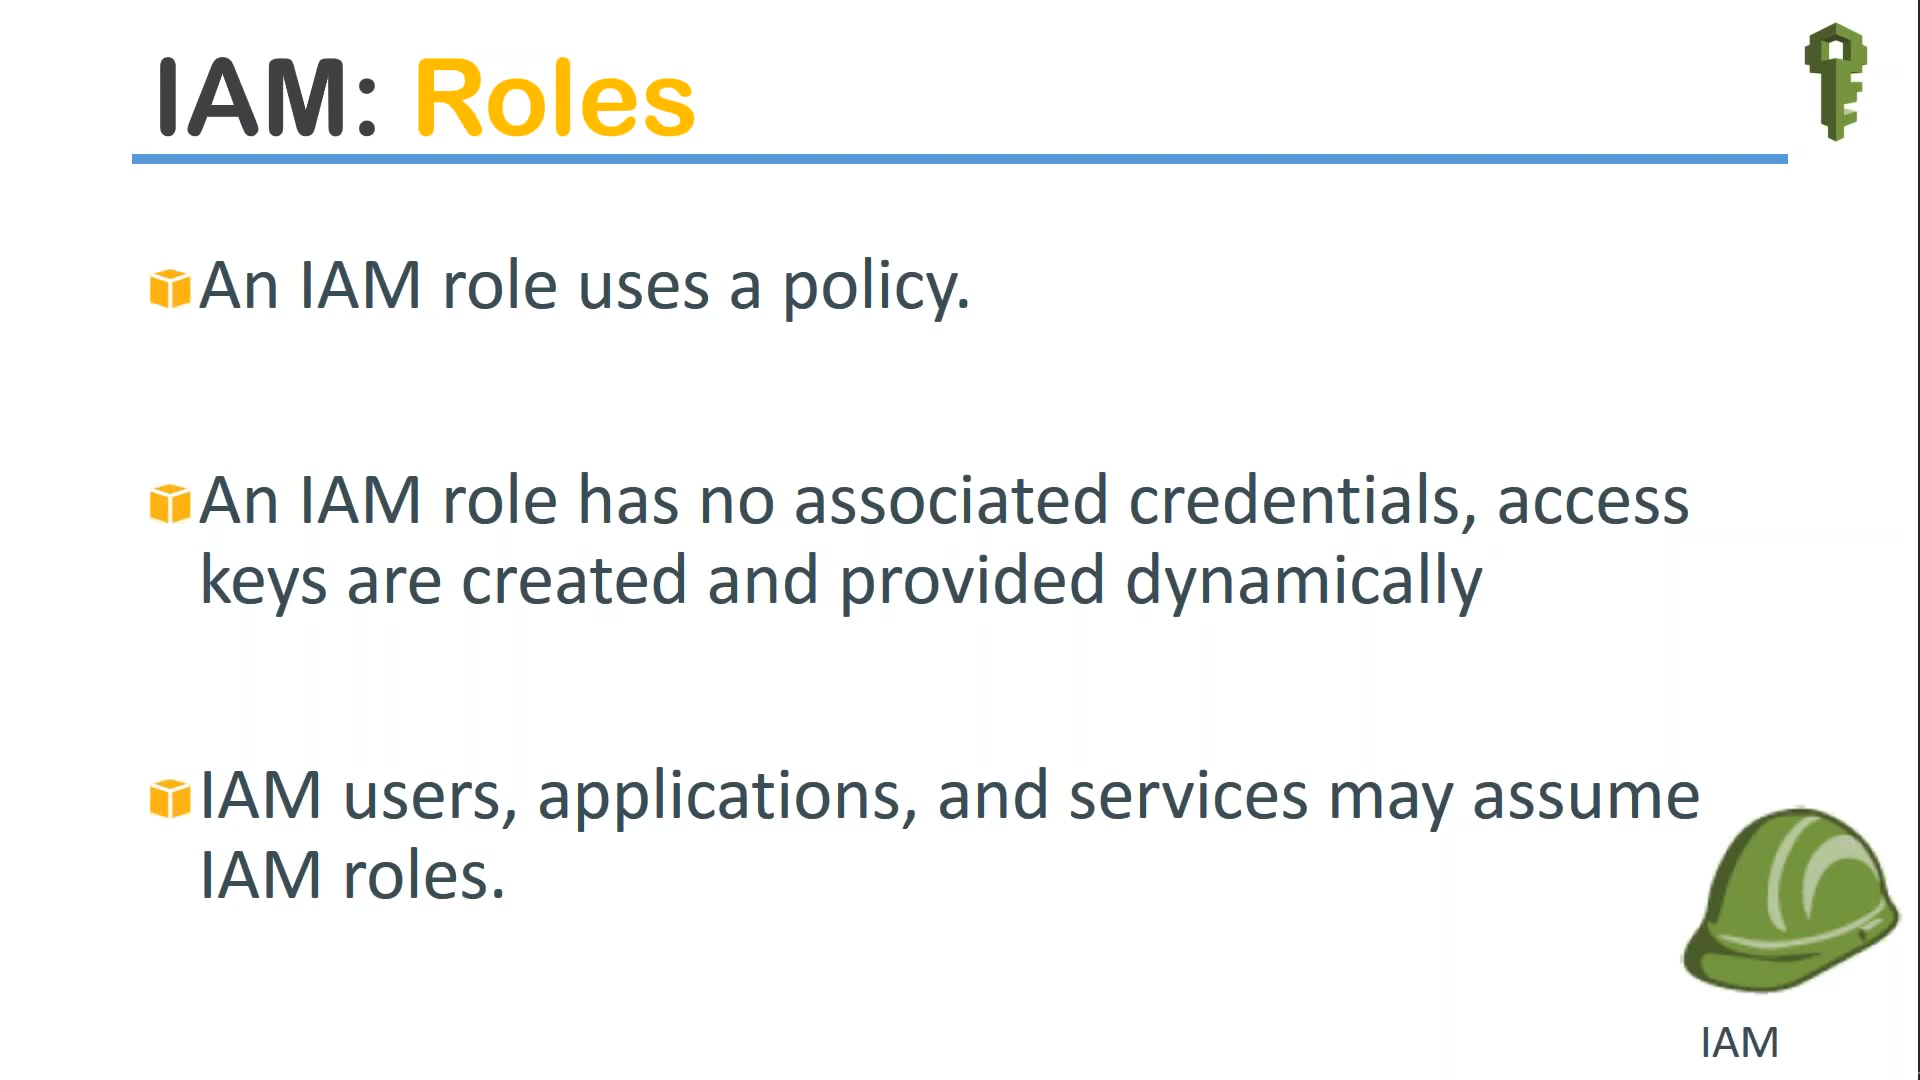 IAM: Roles
An IAM role uses a policy.
An IAM role has no associated credentials, access
keys are created and provided dynamically
IAM users, applications, and services may assume
IAM roles.
IAM